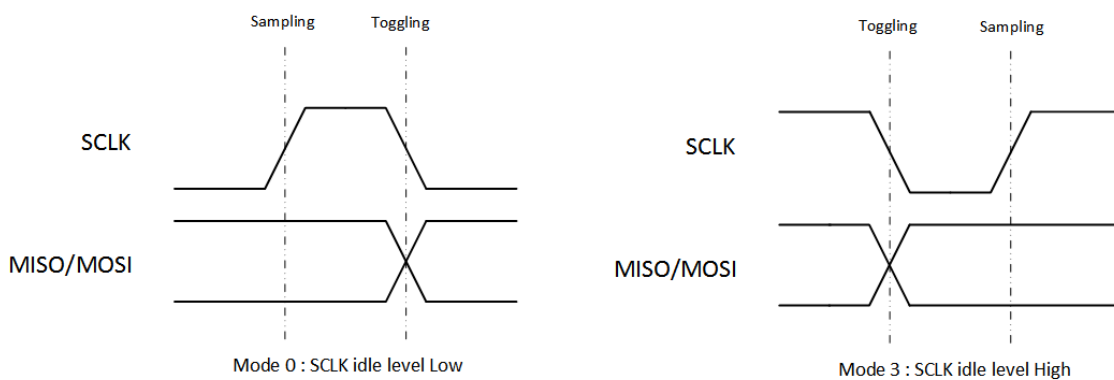 Sampling
Toggling
SCLK
MISO/MOSI
Mode 0 : SCLK idle level Low
Toggling
Sampling
SCLK
MISO/MOSI
Mode 3 : SCLK idle level High